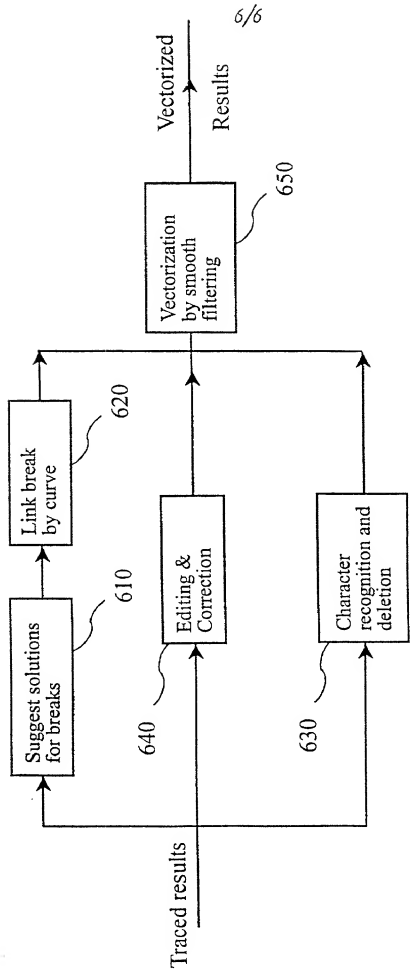 6/6
Traced results
Suggest solutions
for breaks
610
Link break
by curve
620
640
Editing &
Correction
630
Character
recognition and
deletion
Vectorization
by smooth
filtering
650
Vectorized
Results